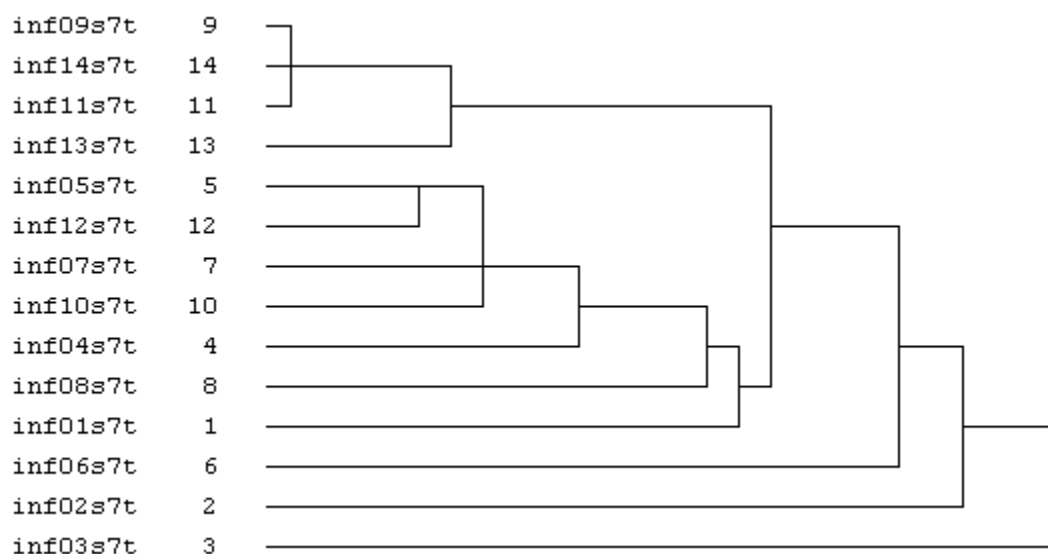 inf09s7t 9
inf14s7t 14
inf11s7t 11
inf13s7t 13
inf05s7t 5
inf12s7t 12
inf07s7t 7
inf10s7t 10
inf04s7t 4
inf08s7t 8
inf01s7t 1
inf06s7t 6
inf02s7t 2
inf03s7t 3